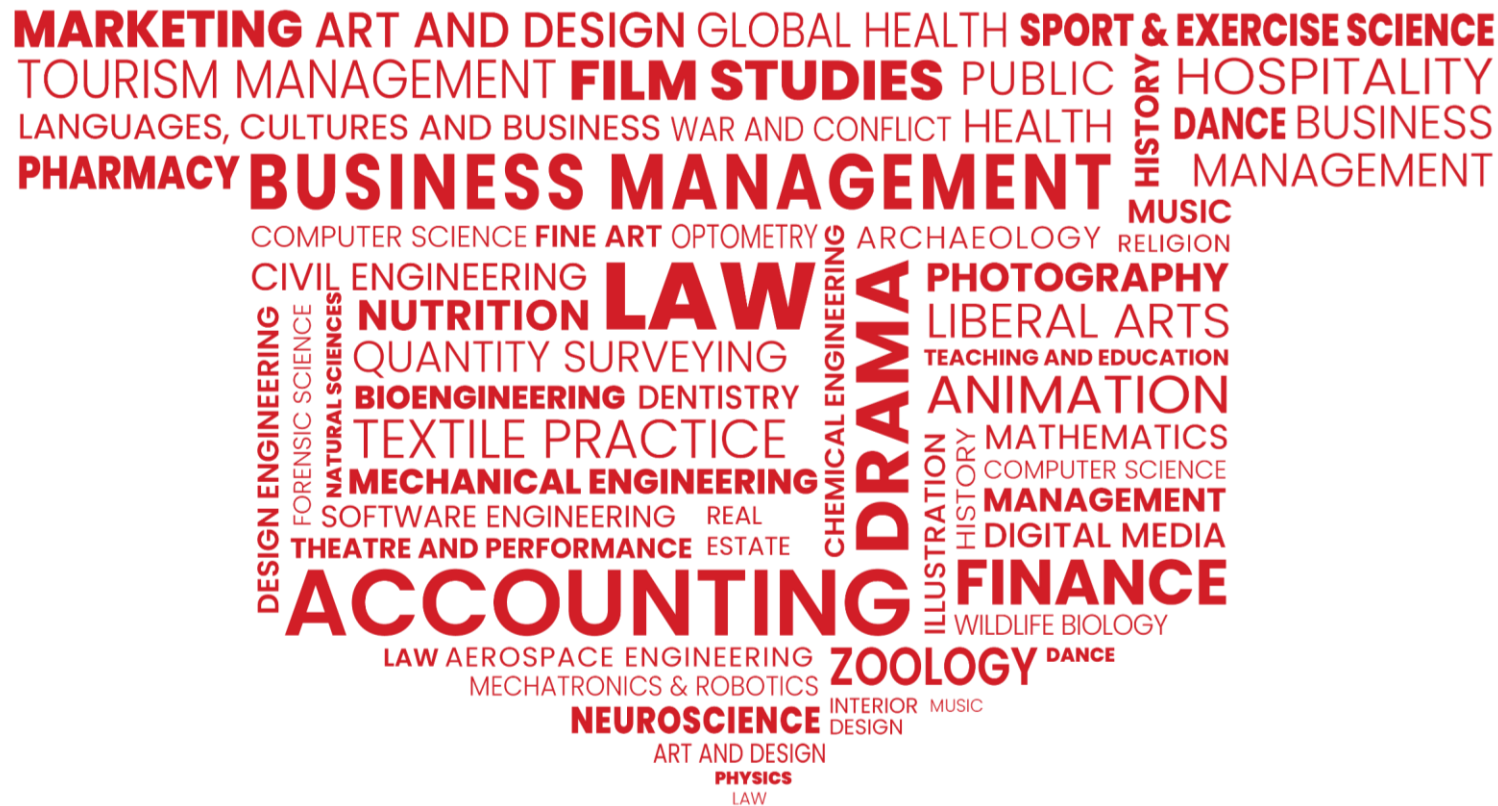 MARKETING ART AND DESIGN GLOBAL HEALTH SPORT & EXERCISE SCIENCE
TOURISM MANAGEMENT FILM STUDIES PUBLIC HEALTH
HISTORY
HOSPITALITY
LANGUAGES, CULTURES AND BUSINESS WAR AND CONFLICT
DANCE BUSINESS MANAGEMENT
PHARMACY BUSINESS MANAGEMENT
MUSIC
COMPUTER SCIENCE FINE ART OPTOMETRY
CHEMICAL ENGINEERING
ARCHAEOLOGY RELIGION
CIVIL ENGINEERING
LAW
DRAMA
PHOTOGRAPHY
DESIGN ENGINEERING
FORENSIC SCIENCE
NATURAL SCIENCES
NUTRITION
LIBERAL ARTS
QUANTITY SURVEYING
TEACHING AND EDUCATION
BIOENGINEERING DENTISTRY
ANIMATION
TEXTILE PRACTICE
ILLUSTRATION
HISTORY
MATHEMATICS
COMPUTER SCIENCE
MECHANICAL ENGINEERING
MANAGEMENT
SOFTWARE ENGINEERING
REAL
ESTATE
DIGITAL MEDIA
THEATRE AND PERFORMANCE
ACCOUNTING
FINANCE
WILDLIFE BIOLOGY
LAW AEROSPACE ENGINEERING
ZOOLOGY
DANCE
MECHATRONICS & ROBOTICS
NEUROSCIENCE
INTERIOR
DESIGN
MUSIC
ART AND DESIGN
PHYSICS
LAW